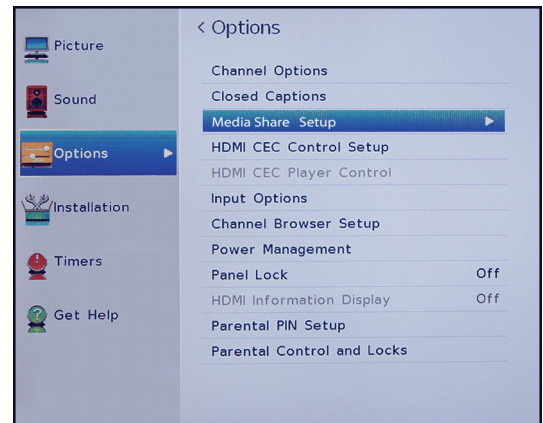 Picture
Sound
Options
Installation
Timers
Get Help
< Options
Channel Options
Closed Captions
Media Share Setup
HDMI CEC Control Setup
HDMI CEC Player Control
Input Options
Channel Browser Setup
Power Management
Panel Lock Off
HDMI Information Display Off
Parental PIN Setup
Parental Control and Locks